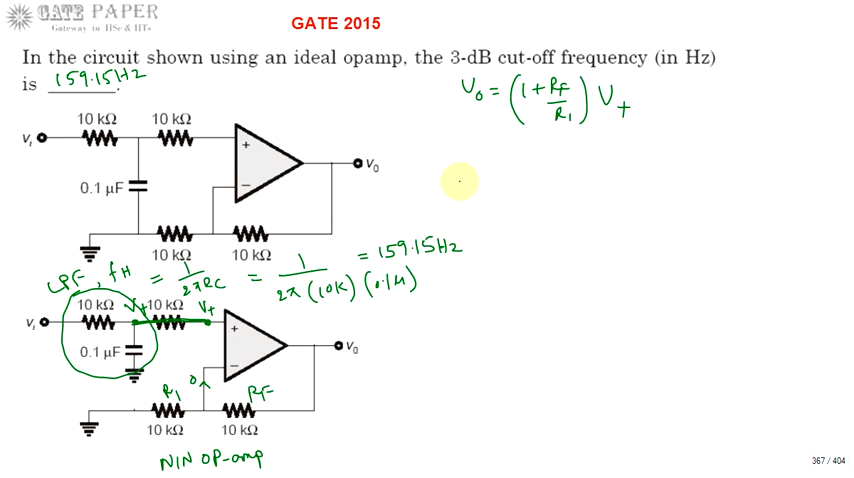 GATE PAPER
Gateway to IISc & IITs
GATE 2015
In the circuit shown using an ideal opamp, the 3-dB cut-off frequency (in Hz)
is 159.15Hz.
V₀ = (1 + RF/R₁) V₊
10 kΩ 10 kΩ
Vᵢ
+
V₀
0.1 µF
−
10 kΩ 10 kΩ
LPF, fH = 1/2πRC = 1/2π(10K)(0.1µ) = 159.15Hz
10 kΩ V₊ 10 kΩ V₊
Vᵢ
+
V₀
0.1 µF
−
R₁ RF
10 kΩ 10 kΩ
NIN OP-amp
367 / 404